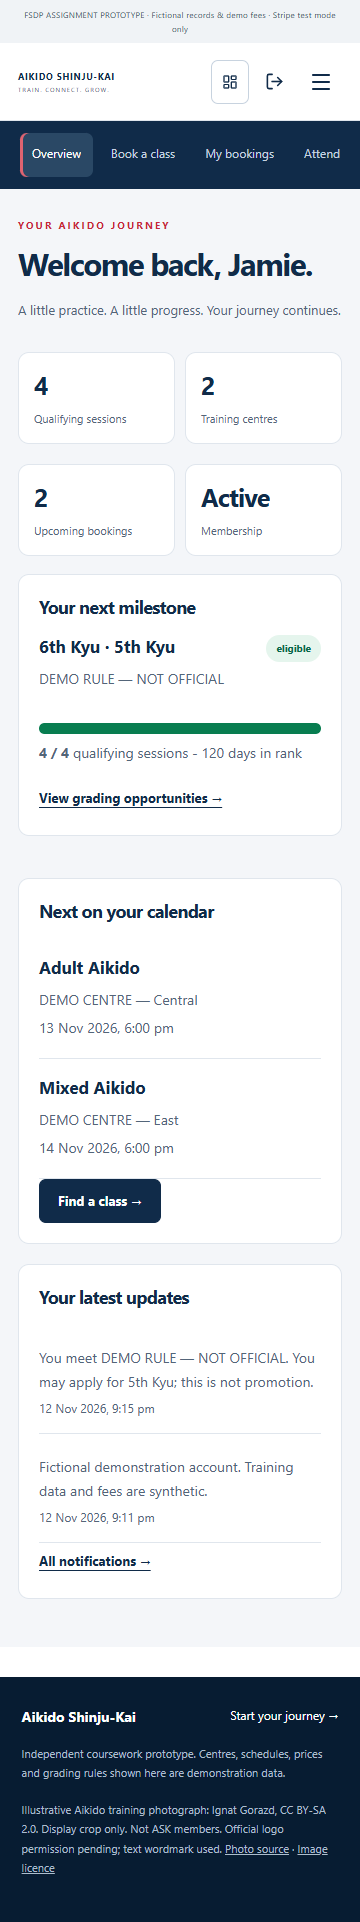 FSDP ASSIGNMENT PROTOTYPE · Fictional records & demo fees · Stripe test mode
only
AIKIDO SHINJU-KAI
TRAIN. CONNECT. GROW.
Overview
Book a class
My bookings
Attend
YOUR AIKIDO JOURNEY
Welcome back, Jamie.
A little practice. A little progress. Your journey continues.
4
Qualifying sessions
2
Training centres
2
Upcoming bookings
Active
Membership
Your next milestone
6th Kyu · 5th Kyu
eligible
DEMO RULE — NOT OFFICIAL
4 / 4 qualifying sessions - 120 days in rank
View grading opportunities →
Next on your calendar
Adult Aikido
DEMO CENTRE — Central
13 Nov 2026, 6:00 pm
Mixed Aikido
DEMO CENTRE — East
14 Nov 2026, 6:00 pm
Find a class →
Your latest updates
You meet DEMO RULE — NOT OFFICIAL. You
may apply for 5th Kyu; this is not promotion.
12 Nov 2026, 9:15 pm
Fictional demonstration account. Training
data and fees are synthetic.
12 Nov 2026, 9:11 pm
All notifications →
Aikido Shinju-Kai
Start your journey →
Independent coursework prototype. Centres, schedules, prices
and grading rules shown here are demonstration data.
Illustrative Aikido training photograph: Ignat Gorazd, CC BY-SA
2.0. Display crop only. Not ASK members. Official logo
permission pending; text wordmark used. Photo source · Image
licence